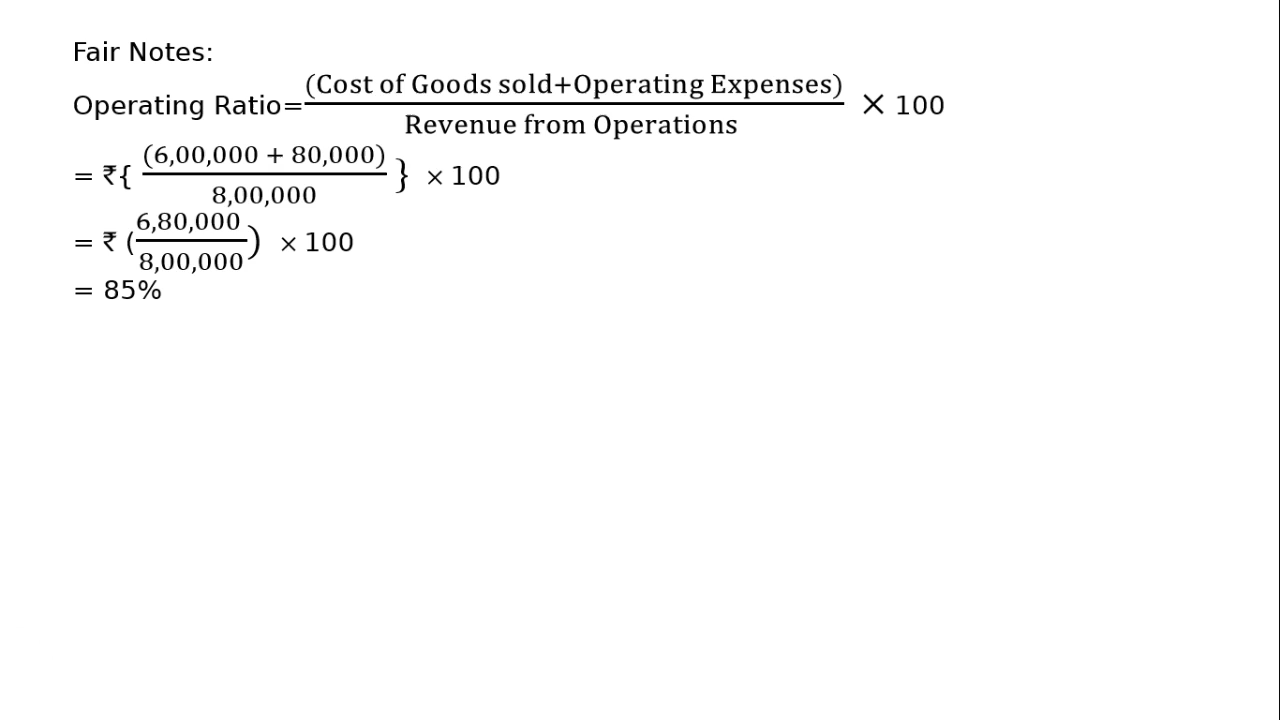 Fair Notes:
Operating Ratio=(Cost of Goods sold+Operating Expenses)/Revenue from Operations × 100
= ₹{ (6,00,000 + 80,000)/8,00,000 } × 100
= ₹ (6,80,000/8,00,000) × 100
= 85%